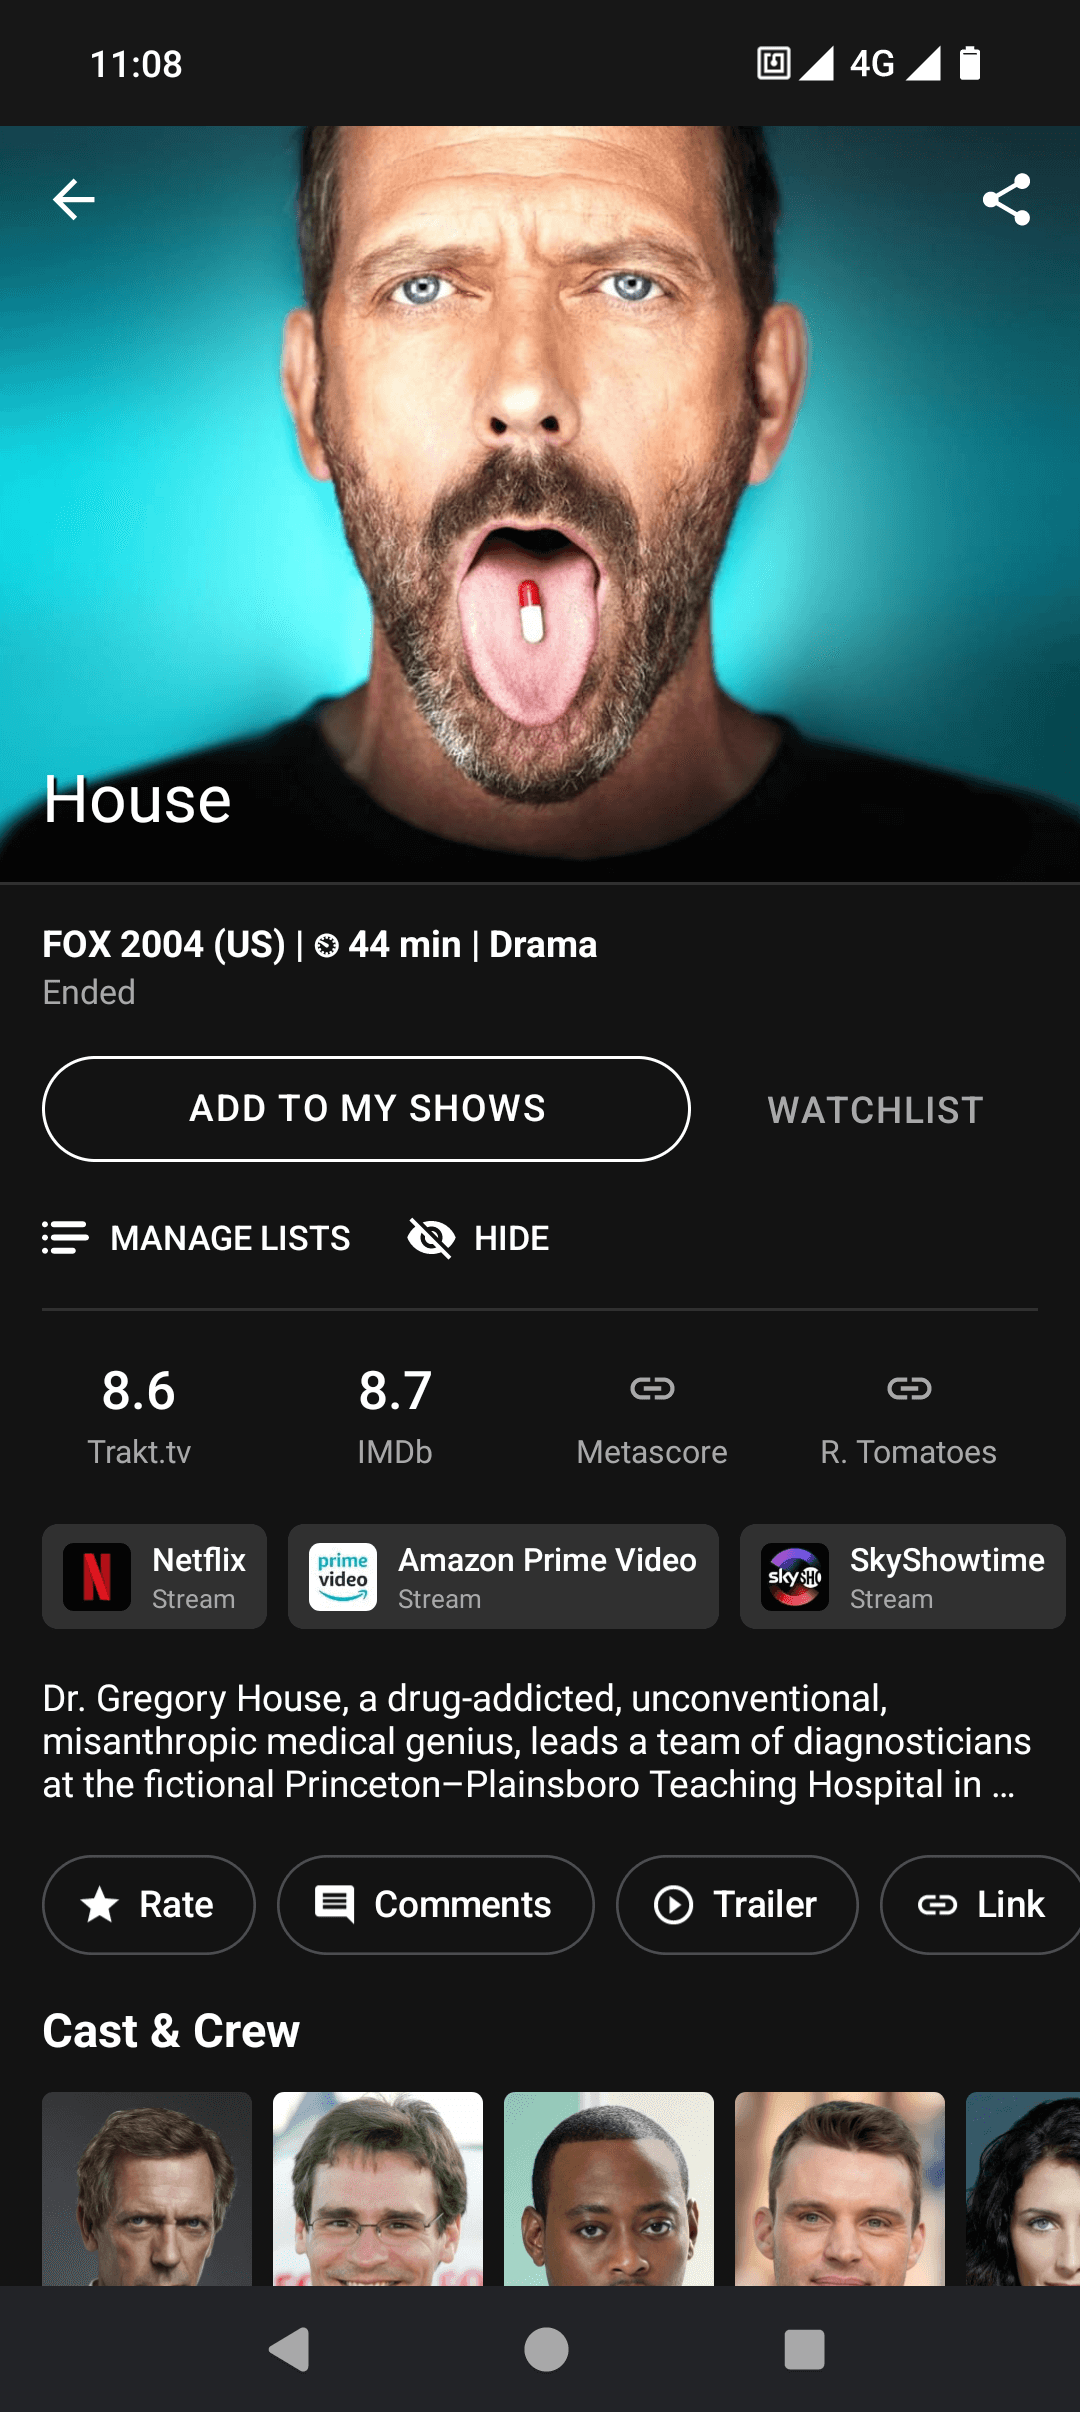 11:08
4G
House
FOX 2004 (US) | 44 min | Drama
Ended
ADD TO MY SHOWS
WATCHLIST
MANAGE LISTS
HIDE
8.6
8.7
Trakt.tv
IMDb
Metascore
R. Tomatoes
N
Netflix
Stream
prime
video
Amazon Prime Video
Stream
skySHO
SkyShowtime
Stream
Dr. Gregory House, a drug-addicted, unconventional,
misanthropic medical genius, leads a team of diagnosticians
at the fictional Princeton–Plainsboro Teaching Hospital in ...
Rate
Comments
Trailer
Link
Cast & Crew